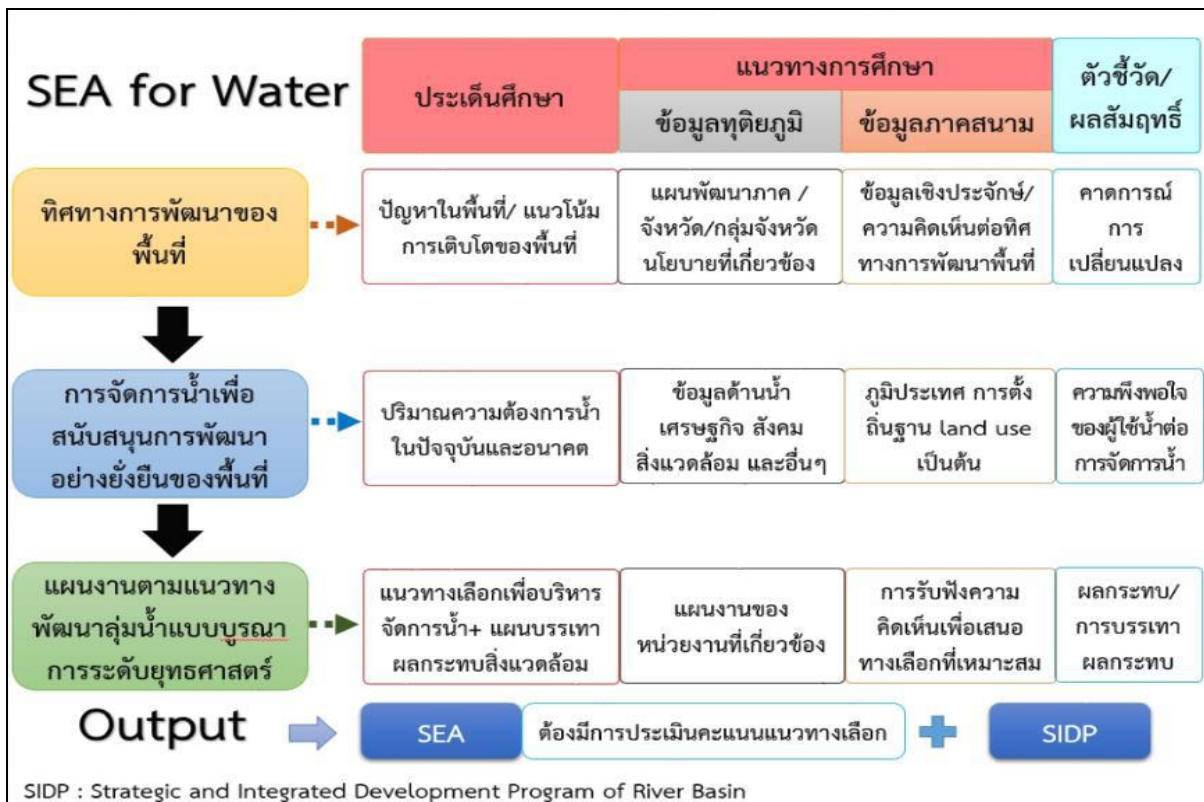 SEA for Water
ประเด็นศึกษา
แนวทางการศึกษา
ข้อมูลทุติยภูมิ
ข้อมูลภาคสนาม
ตัวชี้วัด/
ผลสัมฤทธิ์
ทิศทางการพัฒนาของ
พื้นที่
ปัญหาในพื้นที่/ แนวโน้ม
การเติบโตของพื้นที่
แผนพัฒนาภาค /
จังหวัด/กลุ่มจังหวัด
นโยบายที่เกี่ยวข้อง
ข้อมูลเชิงประจักษ์/
ความคิดเห็นต่อทิศ
ทางการพัฒนาพื้นที่
คาดการณ์
การ
เปลี่ยนแปลง
การจัดการน้ำเพื่อ
สนับสนุนการพัฒนา
อย่างยั่งยืนของพื้นที่
ปริมาณความต้องการน้ำ
ในปัจจุบันและอนาคต
ข้อมูลด้านน้ำ
เศรษฐกิจ สังคม
สิ่งแวดล้อม และอื่นๆ
ภูมิประเทศ การตั้ง
ถิ่นฐาน land use
เป็นต้น
ความพึงพอใจ
ของผู้ใช้น้ำต่อ
การจัดการน้ำ
แผนงานตามแนวทาง
พัฒนาลุ่มน้ำแบบบูรณา
การระดับยุทธศาสตร์
แนวทางเลือกเพื่อบริหาร
จัดการน้ำ+ แผนบรรเทา
ผลกระทบสิ่งแวดล้อม
แผนงานของ
หน่วยงานที่เกี่ยวข้อง
การรับฟังความ
คิดเห็นเพื่อเสนอ
ทางเลือกที่เหมาะสม
ผลกระทบ/
การบรรเทา
ผลกระทบ
Output
SEA
ต้องมีการประเมินคะแนนแนวทางเลือก
SIDP
SIDP : Strategic and Integrated Development Program of River Basin